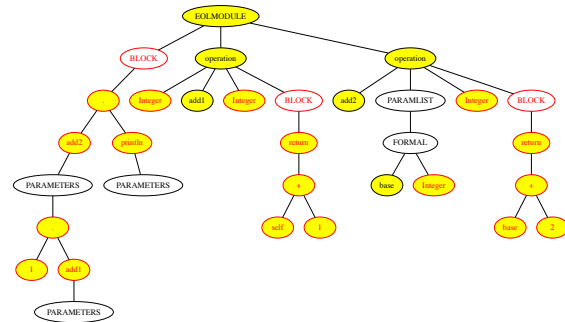 EOLMODULE
BLOCK operation operation
. Integer add1 Integer BLOCK add2 PARAMLIST Integer BLOCK
add2 println return FORMAL return
PARAMETERS PARAMETERS + base Integer +
. self 1 base 2
1 add1
PARAMETERS